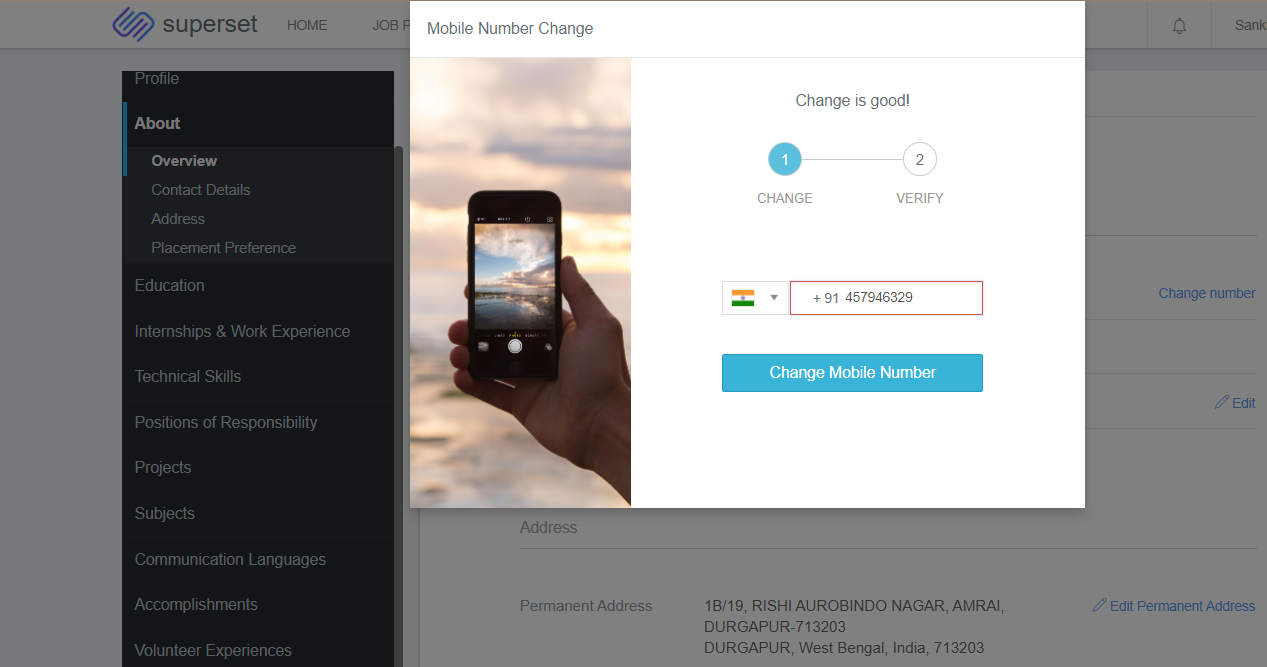 superset
HOME
JOB P
Sank
Mobile Number Change
Profile
About
Overview
Contact Details
Address
Placement Preference
Education
Internships & Work Experience
Technical Skills
Positions of Responsibility
Projects
Subjects
Communication Languages
Accomplishments
Volunteer Experiences
Change is good!
1
2
CHANGE
VERIFY
+ 91 457946329
Change Mobile Number
Change number
Edit
Address
Permanent Address
1B/19, RISHI AUROBINDO NAGAR, AMRAI,
DURGAPUR-713203
DURGAPUR, West Bengal, India, 713203
Edit Permanent Address